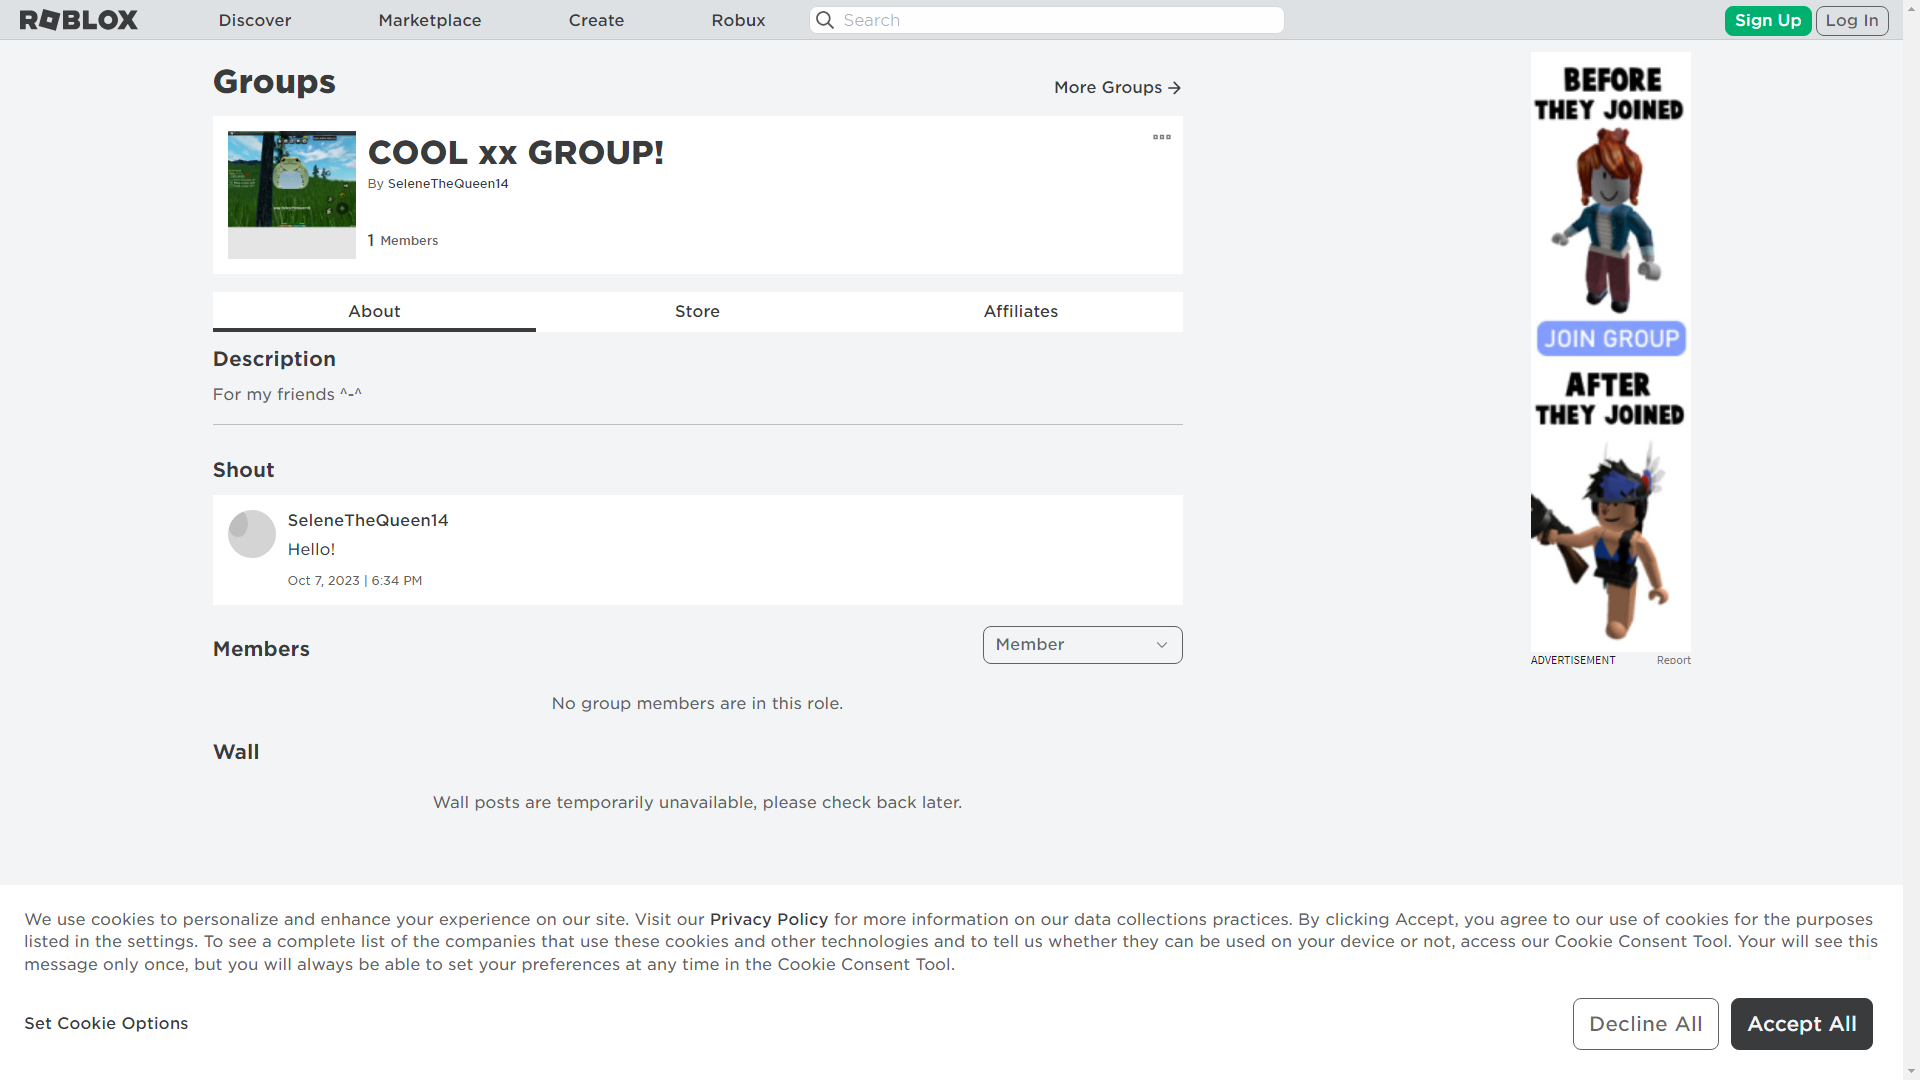 ROBLOX
Discover
Marketplace
Create
Robux
Search
Sign Up
Log In
Groups
More Groups
COOL xx GROUP!
By SeleneTheQueen14
1 Members
About
Store
Affiliates
Description
For my friends ^-^
Shout
SeleneTheQueen14
Hello!
Oct 7, 2023 | 6:34 PM
Members
Member
No group members are in this role.
Wall
Wall posts are temporarily unavailable, please check back later.
BEFORE
THEY JOINED
JOIN GROUP
AFTER
THEY JOINED
ADVERTISEMENT
Report
We use cookies to personalize and enhance your experience on our site. Visit our Privacy Policy for more information on our data collections practices. By clicking Accept, you agree to our use of cookies for the purposes
listed in the settings. To see a complete list of the companies that use these cookies and other technologies and to tell us whether they can be used on your device or not, access our Cookie Consent Tool. Your will see this
message only once, but you will always be able to set your preferences at any time in the Cookie Consent Tool.
Set Cookie Options
Decline All
Accept All